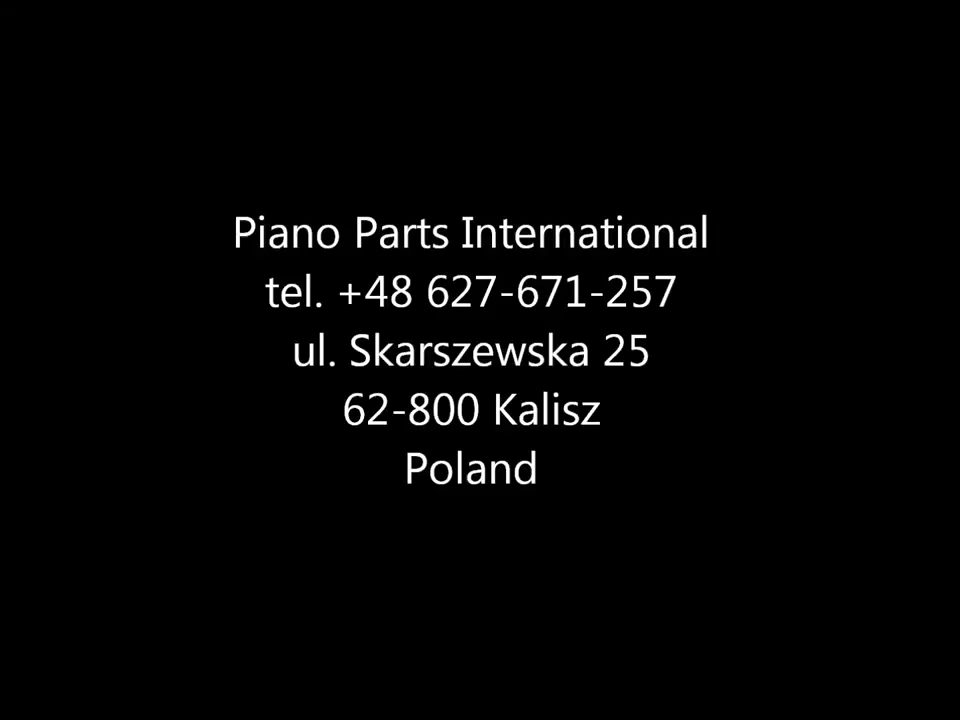 Piano Parts International
tel. +48 627-671-257
ul. Skarszewska 25
62-800 Kalisz
Poland